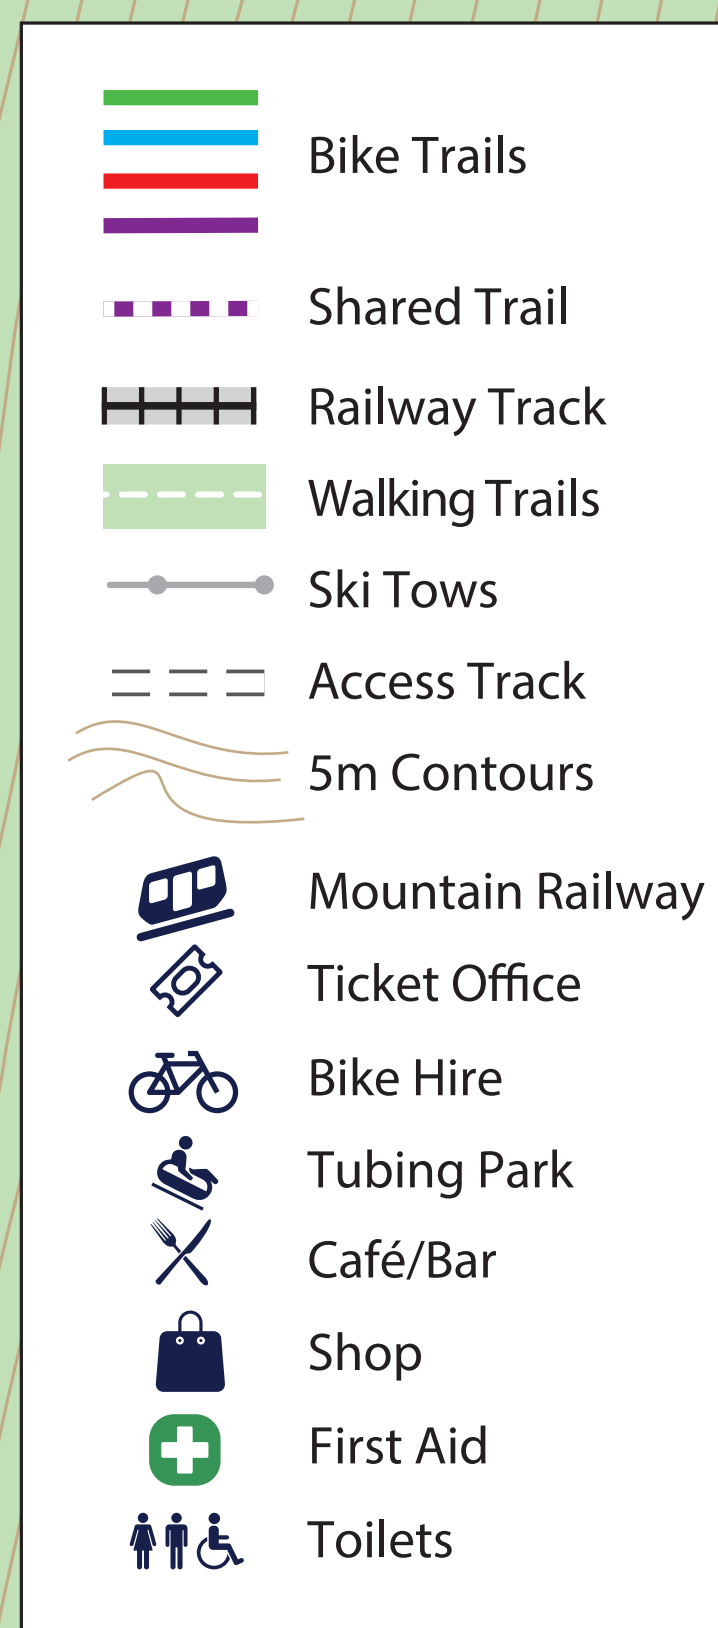 Bike Trails
Shared Trail
Railway Track
Walking Trails
Ski Tows
Access Track
5m Contours
Mountain Railway
Ticket Office
Bike Hire
Tubing Park
Café/Bar
Shop
First Aid
Toilets